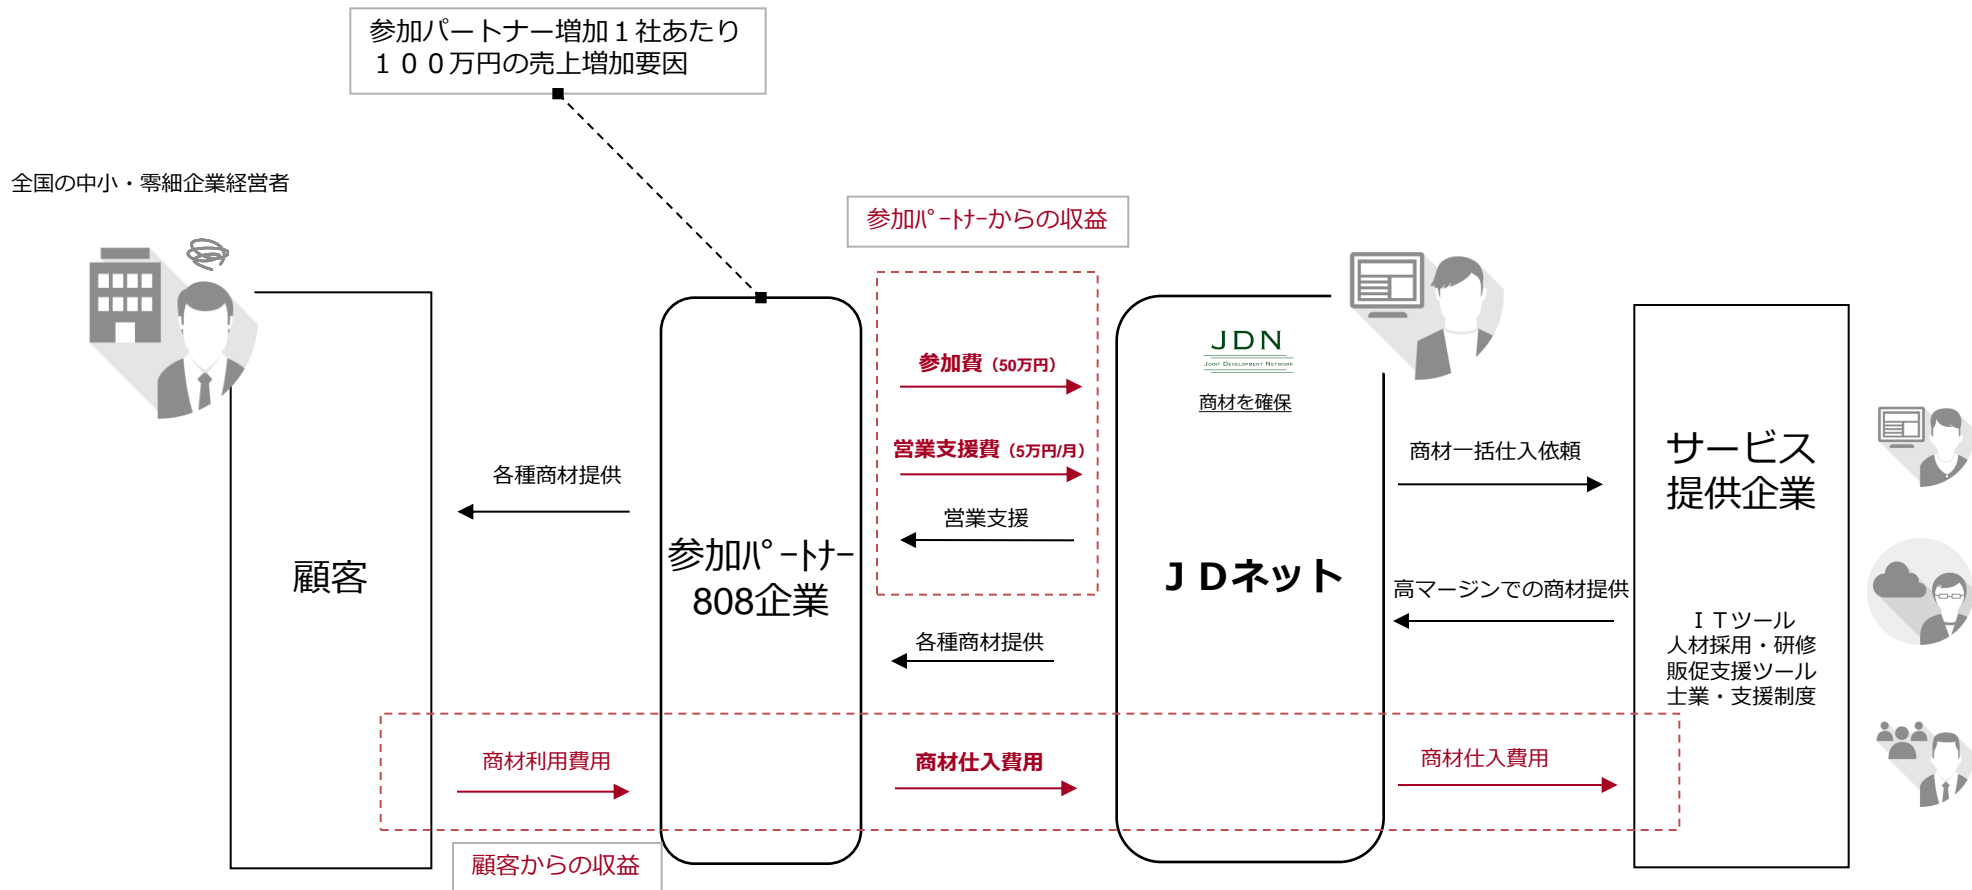 参加パートナー増加１社あたり
１００万円の売上増加要因
全国の中小・零細企業経営者
参加ﾊﾟｰﾄﾅｰからの収益
参加費（50万円）
営業支援費（5万円/月）
営業支援
各種商材提供
各種商材提供
顧客
参加ﾊﾟｰﾄﾅｰ
808企業
JDN
JOINT DEVELOPMENT NETWORK
商材を確保
ＪＤネット
商材一括仕入依頼
高マージンでの商材提供
サービス
提供企業
ＩＴツール
人材採用・研修
販促支援ツール
士業・支援制度
商材利用費用
商材仕入費用
商材仕入費用
顧客からの収益